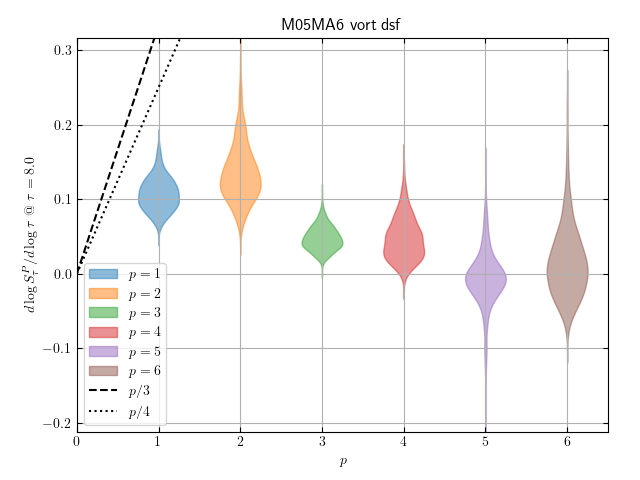 M05MA6 vort dsf
d log S_τ^P / d log τ @ τ = 8.0
0.3
0.2
0.1
0.0
−0.1
−0.2
p = 1
p = 2
p = 3
p = 4
p = 5
p = 6
p/3
p/4
0 1 2 3 4 5 6
p